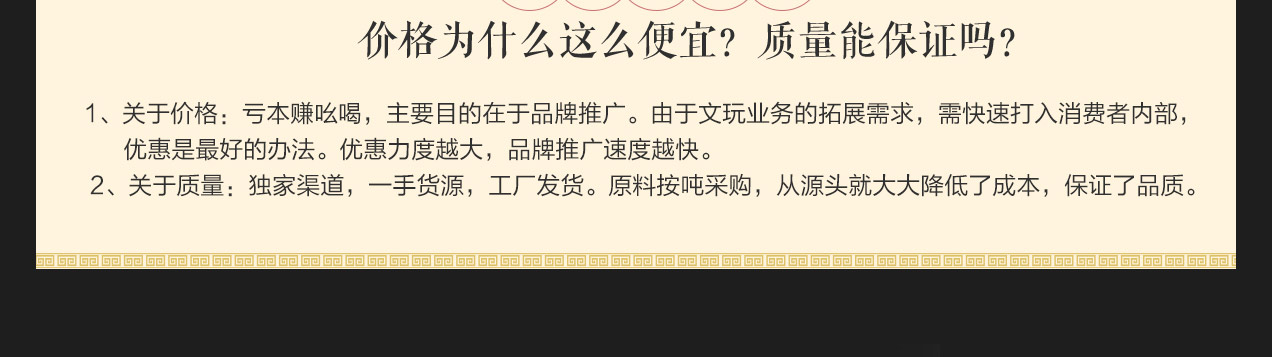 价格为什么这么便宜？质量能保证吗？
1、关于价格：亏本赚吆喝，主要目的在于品牌推广。由于文玩业务的拓展需求，需快速打入消费者内部，
优惠是最好的办法。优惠力度越大，品牌推广速度越快。
2、关于质量：独家渠道，一手货源，工厂发货。原料按吨采购，从源头就大大降低了成本，保证了品质。